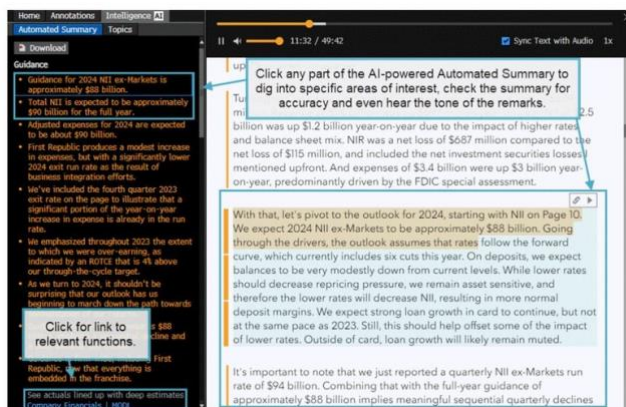 Home Annotations Intelligence AI
Automated Summary Topics
Download
Guidance
• Guidance for 2024 NII ex-Markets is
approximately $88 billion.
• Total NII is expected to be approximately
$90 billion for the full year.
• Adjusted expenses for 2024 are expected
to be about $90 billion.
• First Republic produces a modest increase
in expenses, but with a significantly lower
2024 exit run rate as the result of
business integration efforts.
• We've included the fourth quarter 2023
exit rate on the page to illustrate that a
significant portion of the year-on-year
increase in expense is already in the run
rate.
• We emphasized throughout 2023 the extent
to which we were over-earning, as
indicated by an ROTCE that is 4% above
our through-the-cycle target.
• As we turn to 2024, it shouldn't be
surprising that our outlook has us
beginning to march down the path towards
Click for link to
relevant functions.
$88
cline and
First
Republic, now that everything is
embedded in the franchise.
See actuals lined up with deep estimates
Company Financials | MODL
11:32 / 49:42
Sync Text with Audio 1x
Click any part of the AI-powered Automated Summary to
dig into specific areas of interest, check the summary for
accuracy and even hear the tone of the remarks.
up
Tu
mi 2.5
billion was up $1.2 billion year-on-year due to the impact of higher rates
and balance sheet mix. NIR was a net loss of $687 million compared to the
net loss of $115 million, and included the net investment securities losses I
mentioned upfront. And expenses of $3.4 billion were up $3 billion year-
on-year, predominantly driven by the FDIC special assessment.
With that, let's pivot to the outlook for 2024, starting with NII on Page 10.
We expect 2024 NII ex-Markets to be approximately $88 billion. Going
through the drivers, the outlook assumes that rates follow the forward
curve, which currently includes six cuts this year. On deposits, we expect
balances to be very modestly down from current levels. While lower rates
should decrease repricing pressure, we remain asset sensitive, and
therefore the lower rates will decrease NII, resulting in more normal
deposit margins. We expect strong loan growth in card to continue, but not
at the same pace as 2023. Still, this should help offset some of the impact
of lower rates. Outside of card, loan growth will likely remain muted.
It's important to note that we just reported a quarterly NII ex-Markets run
rate of $94 billion. Combining that with the full-year guidance of
approximately $88 billion implies meaningful sequential quarterly declines